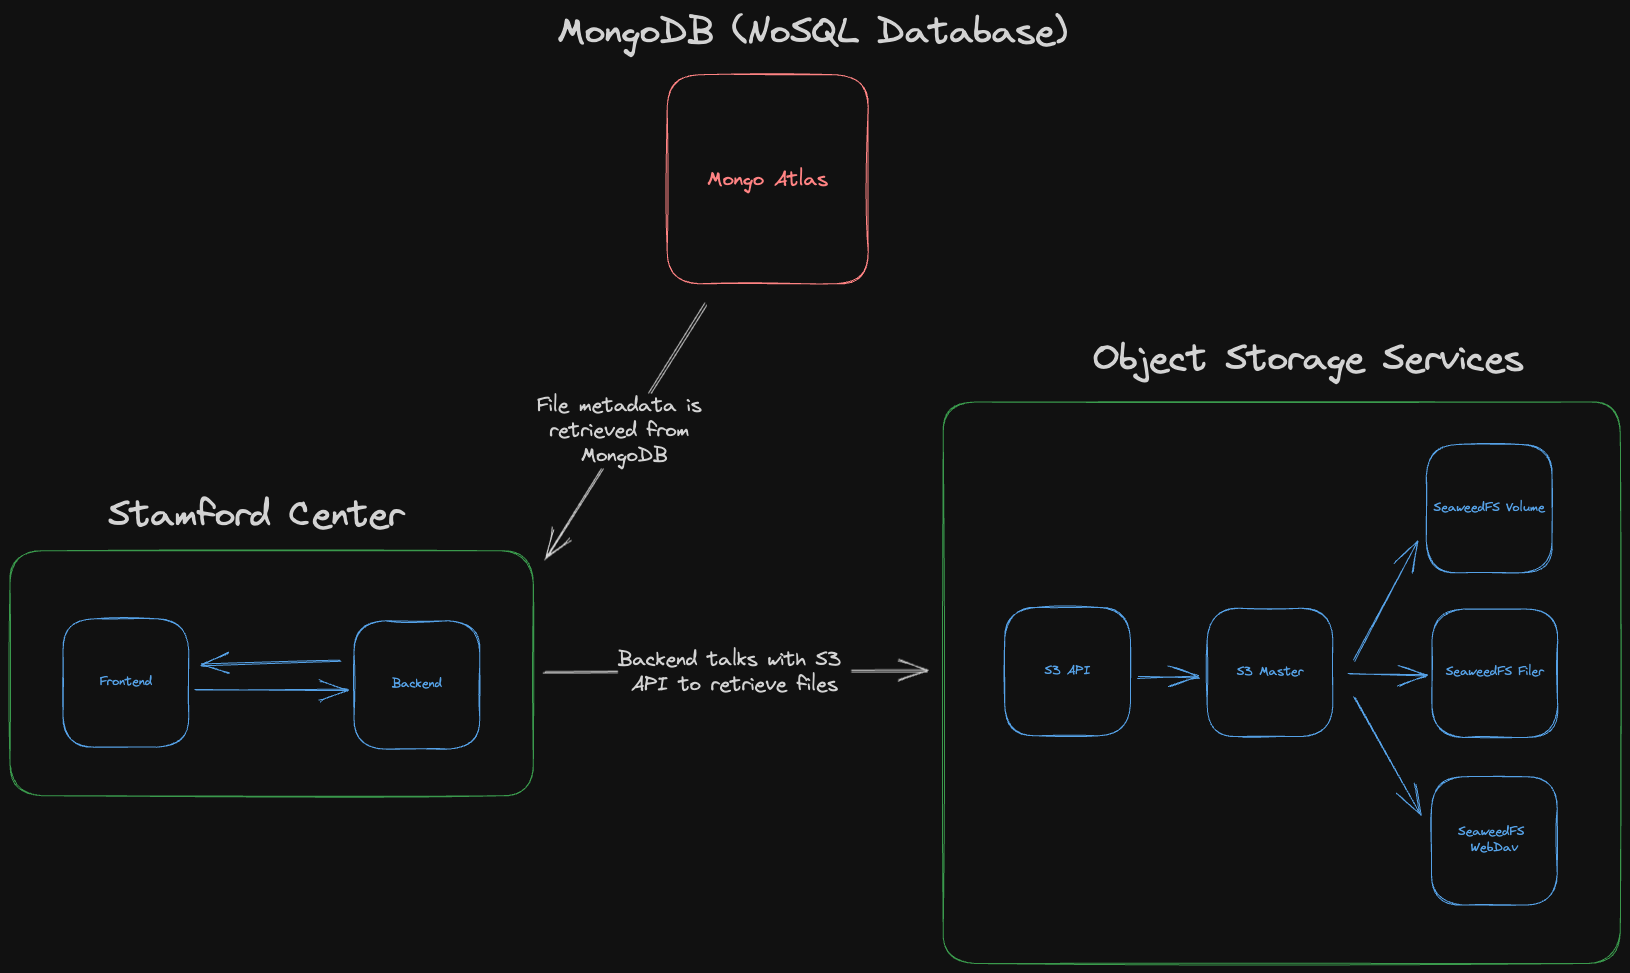 MongoDB (NoSQL Database)
Mongo Atlas
File metadata is
retrieved from
MongoDB
Object Storage Services
Stamford Center
Frontend
Backend
Backend talks with S3
API to retrieve files
S3 API
S3 Master
SeaweedFS Volume
SeaweedFS Filer
SeaweedFS
WebDav